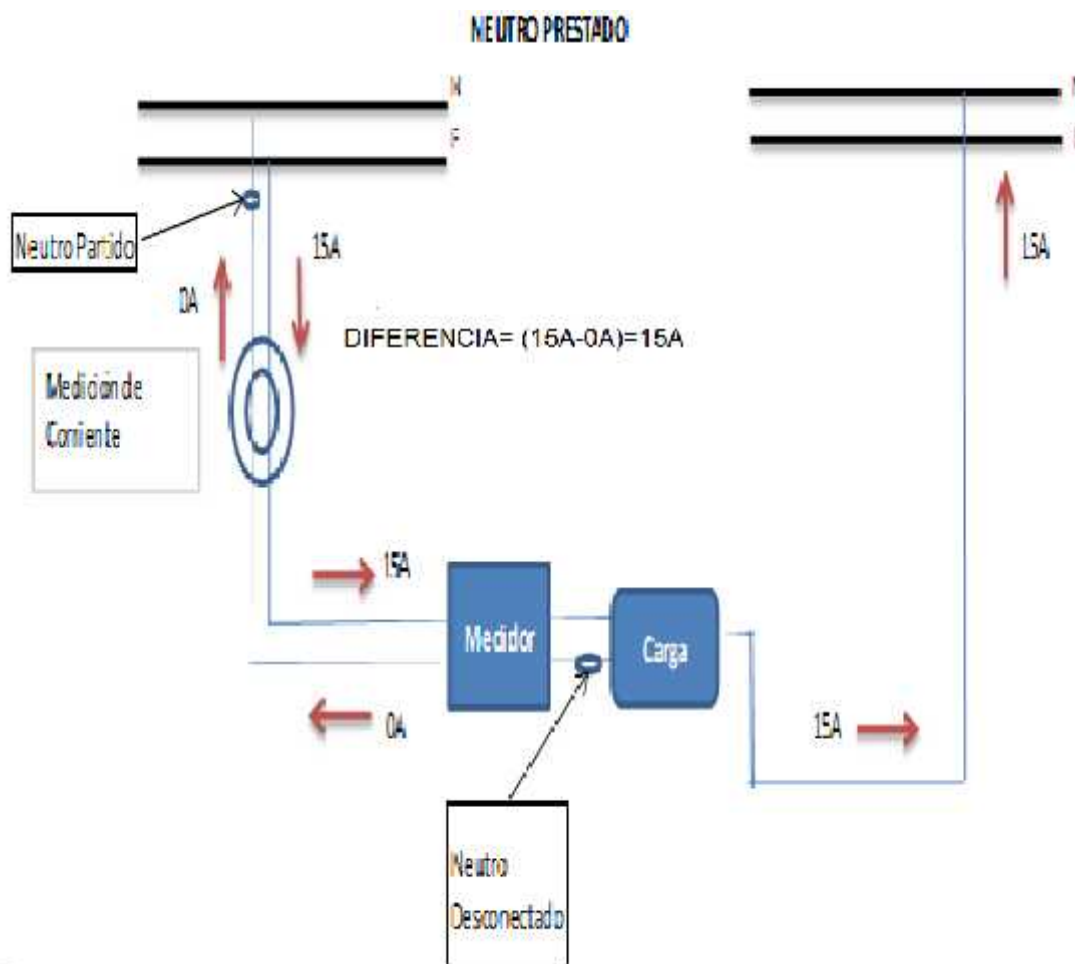 NEUTRO PRESTADO
N
F
N
Neutro Partido
15A
15A
0A
DIFERENCIA= (15A-0A)=15A
Medición de
Corriente
15A
Medidor
Carga
0A
15A
Neutro
Desconectado